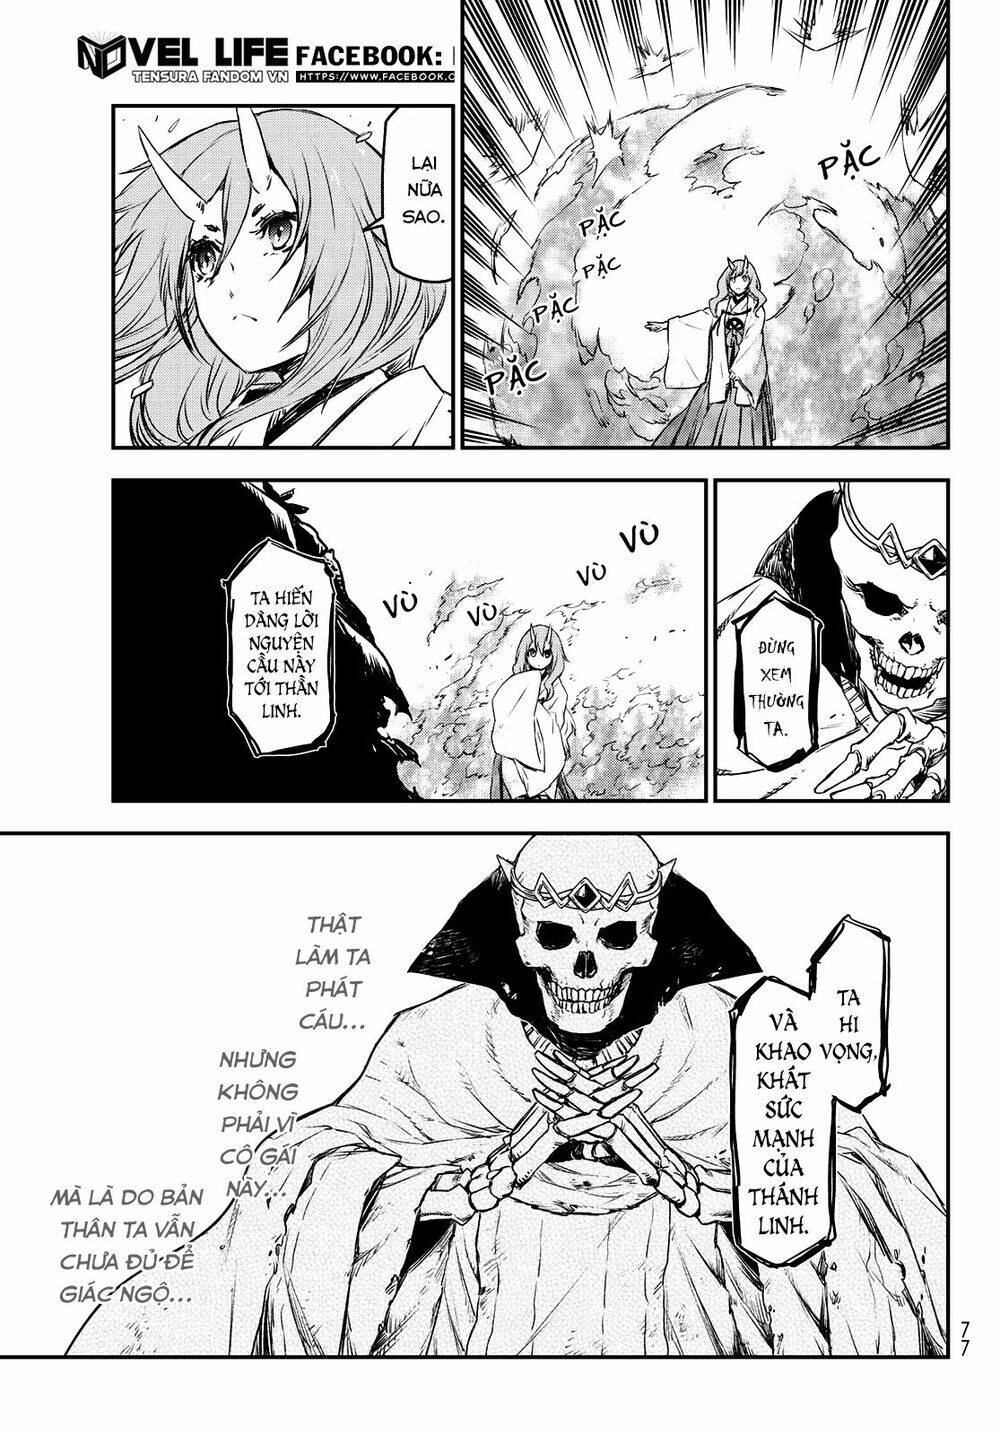 NOVEL LIFE FACEBOOK:
TENSURA FANDOM VN HTTPS://WWW.FACEBOOK.C
PẶC
PẶC
PẶC
PẶC
PẶC
LẠI
NỮA
SAO.
ĐỪNG
XEM
THƯỜNG
TA.
VÙ
VÙ
VÙ
VÙ
TA HIẾN
DÂNG LỜI
NGUYỆN
CẦU NÀY
TỚI THẦN
LINH.
TA
HI
VỌNG,
VÀ
KHAO
KHÁT
SỨC
MẠNH
CỦA
THÁNH
LINH.
THẬT
LÀM TA
PHÁT
CÁU...
NHƯNG
KHÔNG
PHẢI VÌ
CÔ GÁI
NÀY...
MÀ LÀ DO BẢN
THÂN TA VẪN
CHƯA ĐỦ ĐỂ
GIÁC NGỘ...
77